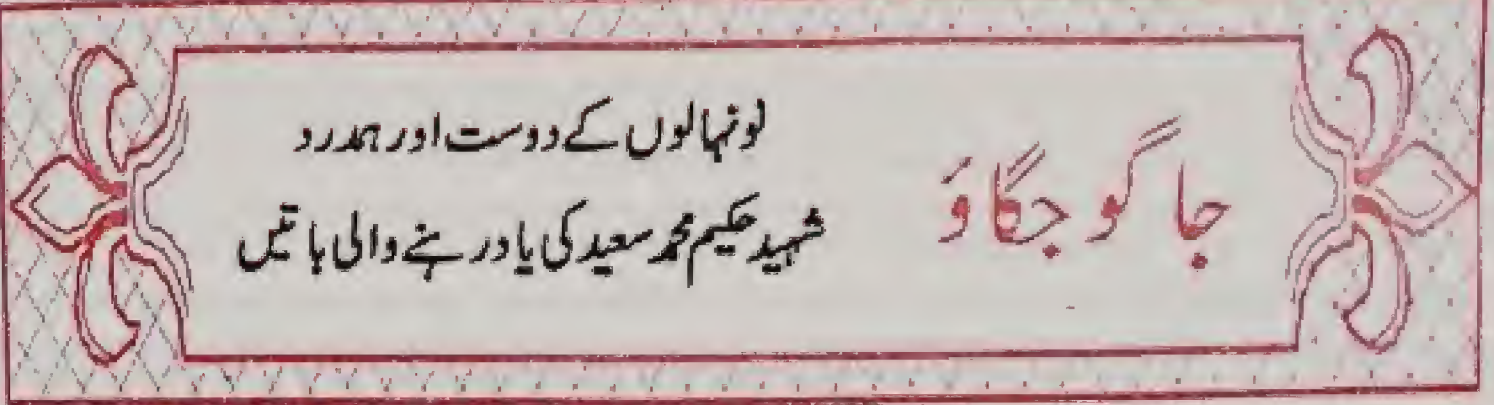 جاگو جگاؤ
نونہالوں کے دوست اور ہمدرد
شہید حکیم محمد سعید کی یاد رہنے والی باتیں